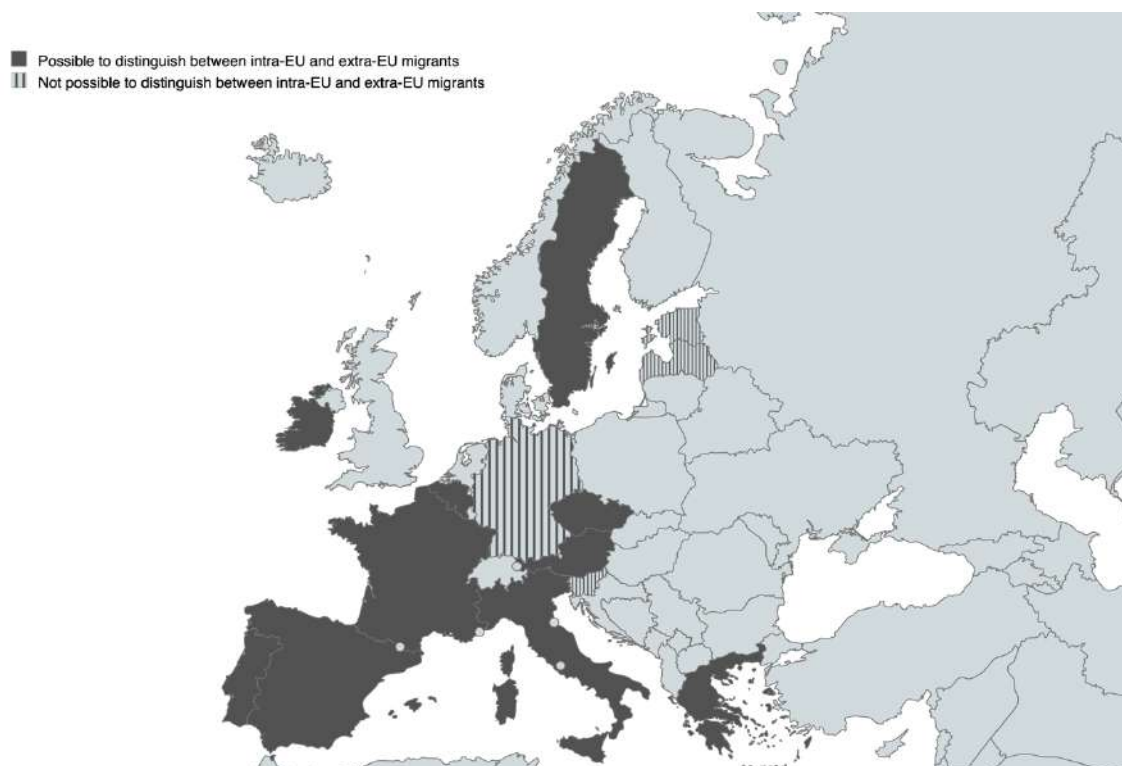 Possible to distinguish between intra-EU and extra-EU migrants
Not possible to distinguish between intra-EU and extra-EU migrants